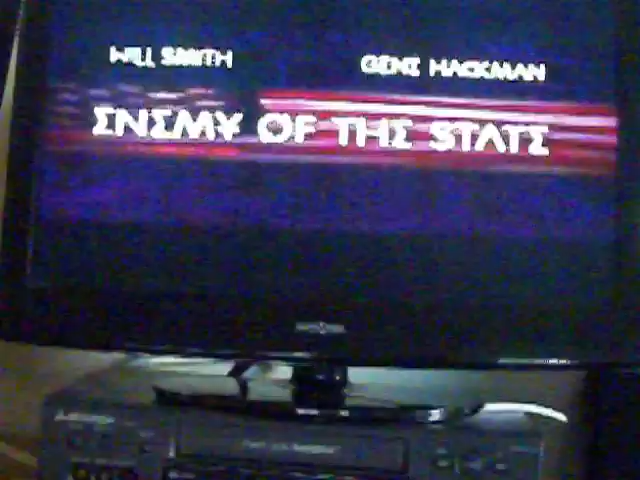 WILL SMITH GENE HACKMAN
ENEMY OF THE STATE